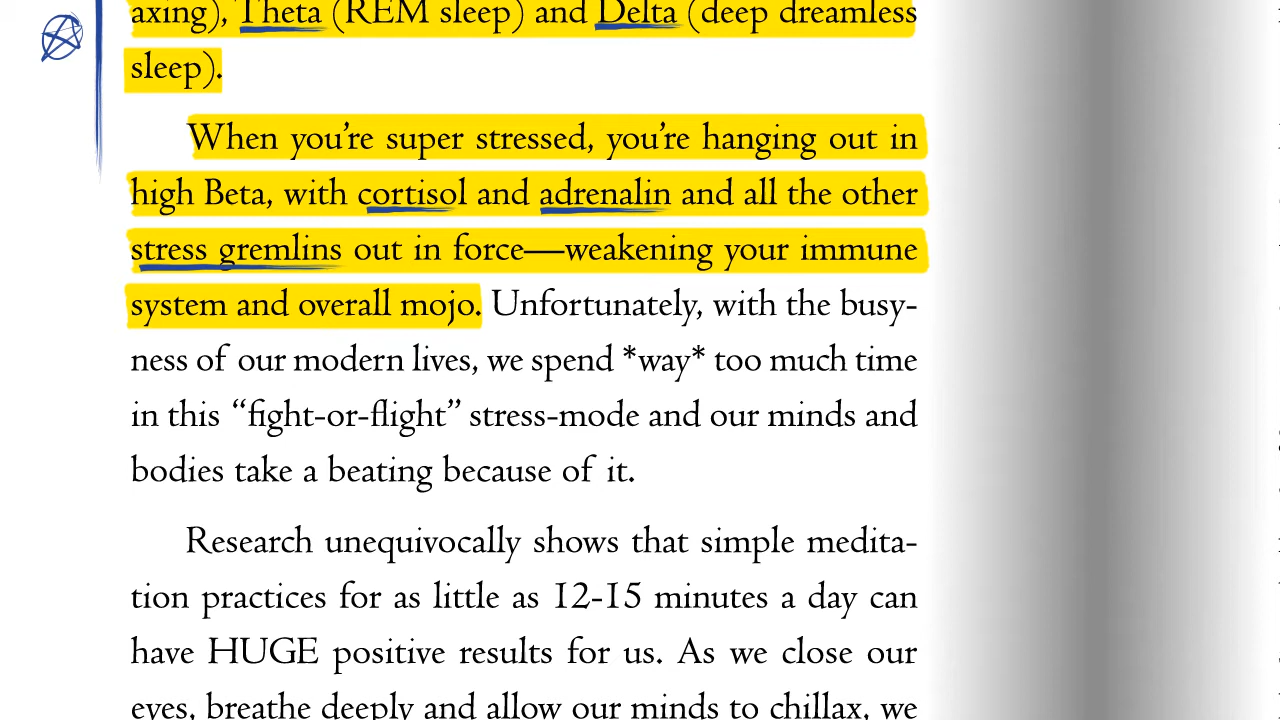 axing), Theta (REM sleep) and Delta (deep dreamless
sleep).
When you’re super stressed, you’re hanging out in
high Beta, with cortisol and adrenalin and all the other
stress gremlins out in force—weakening your immune
system and overall mojo. Unfortunately, with the busy-
ness of our modern lives, we spend *way* too much time
in this “fight-or-flight” stress-mode and our minds and
bodies take a beating because of it.
Research unequivocally shows that simple medita-
tion practices for as little as 12-15 minutes a day can
have HUGE positive results for us. As we close our
eyes, breathe deeply and allow our minds to chillax, we